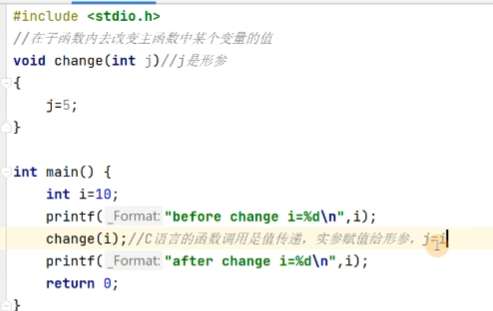 #include <stdio.h>
//在子函数内去改变主函数中某个变量的值
void change(int j)//j是形参
{
    j=5;
}
int main() {
    int i=10;
    printf( _Format: "before change i=%d\n",i);
    change(i);//C语言的函数调用是值传递，实参赋值给形参，j=i
    printf( _Format: "after change i=%d\n",i);
    return 0;
}